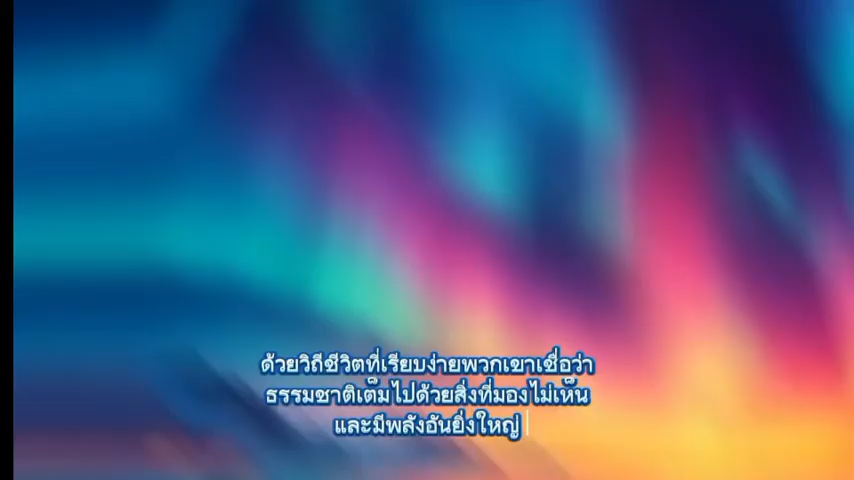 ด้วยวิถีชีวิตที่เรียบง่ายพวกเขาเชื่อว่า
ธรรมชาติเต็มไปด้วยสิ่งที่มองไม่เห็น
และมีพลังอันยิ่งใหญ่